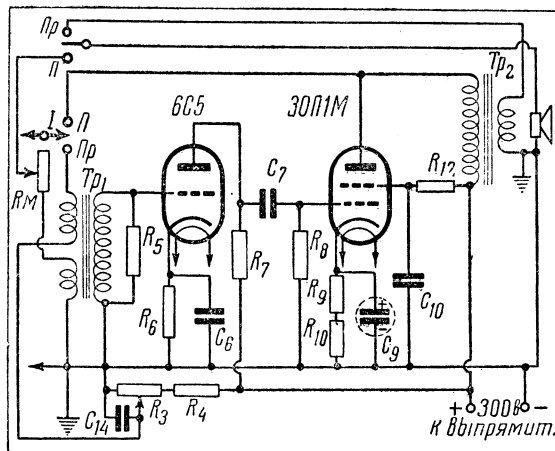 Пр
П
I
П
Пр
Rм
Тр1
6С5
30П1М
Тр2
R5
R6
C6
R7
C7
R8
R9
R10
C9
C10
R12
C14
R3
R4
+ 300в −
К выпрямит.